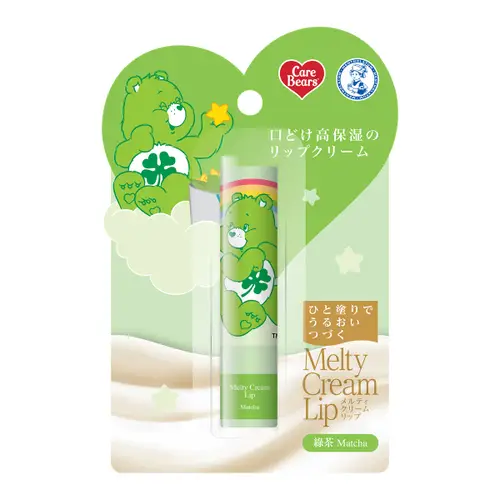 Care
Bears
口どけ高保湿の
リップクリーム
ひと塗りで
うるおい
つづく
Melty
Cream
Lip
メルティ
クリーム
リップ
綠茶 Matcha
Melty Cream
Lip
Matcha